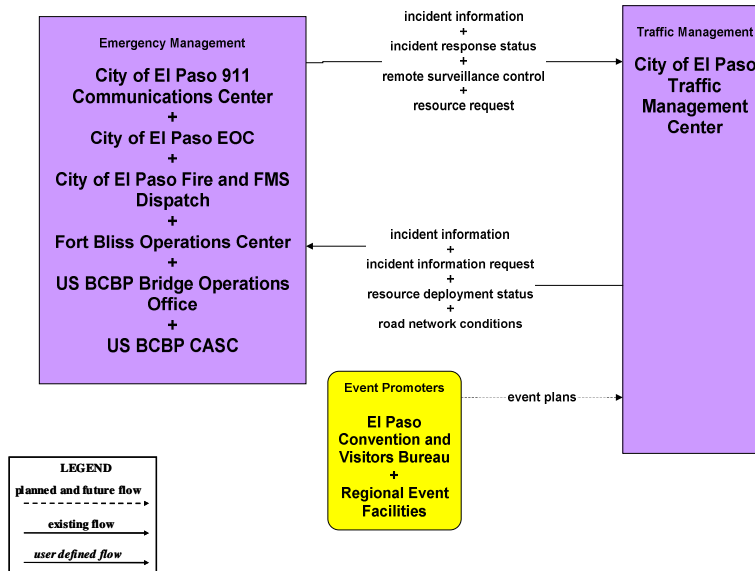 Emergency Management
City of El Paso 911
Communications Center
+
City of El Paso EOC
+
City of El Paso Fire and FMS
Dispatch
+
Fort Bliss Operations Center
+
US BCBP Bridge Operations
Office
+
US BCBP CASC
incident information
+
incident response status
+
remote surveillance control
+
resource request
Traffic Management
City of El Paso
Traffic
Management
Center
incident information
+
incident information request
+
resource deployment status
+
road network conditions
Event Promoters
El Paso
Convention and
Visitors Bureau
+
Regional Event
Facilities
event plans
LEGEND
planned and future flow
existing flow
user defined flow